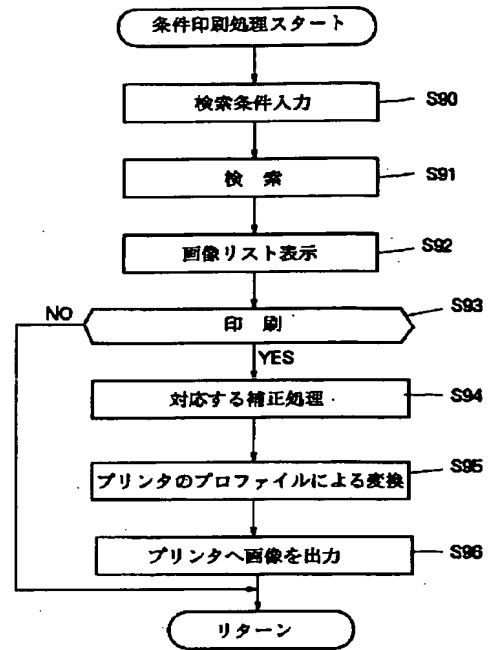 条件印刷処理スタート
検索条件入力
S90
検 索
S91
画像リスト表示
S92
印 刷
S93
NO
YES
対応する補正処理
S94
プリンタのプロファイルによる変換
S95
プリンタへ画像を出力
S96
リターン